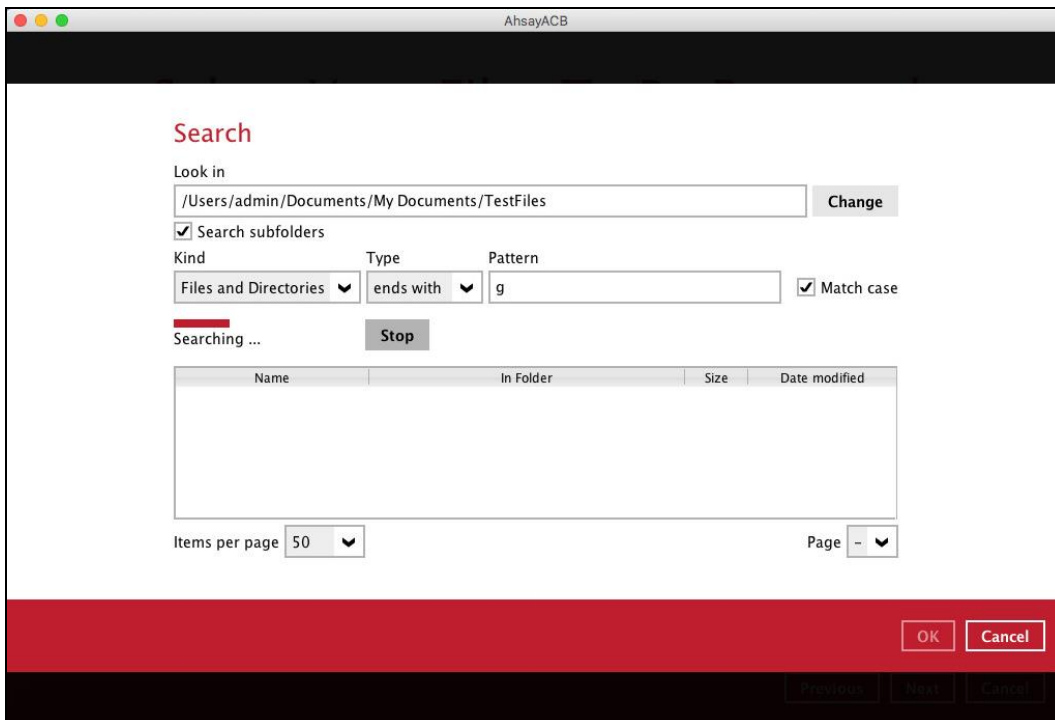 AhsayACB
Search
Look in
/Users/admin/Documents/My Documents/TestFiles
Change
Search subfolders
Kind Type Pattern
Files and Directories ends with g Match case
Searching ... Stop
Name In Folder Size Date modified
Items per page 50 Page -
OK Cancel
Previous Next Cancel